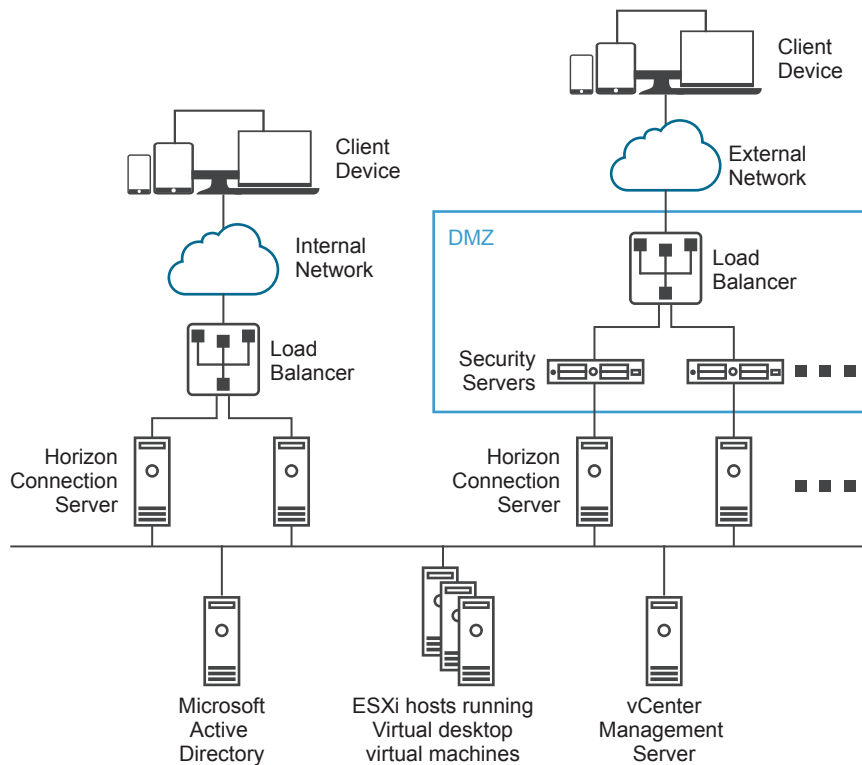 Client
Device
External
Network
Client
Device
Internal
Network
DMZ
Load
Balancer
Load
Balancer
Security
Servers
Horizon
Connection
Server
Horizon
Connection
Server
Microsoft
Active
Directory
ESXi hosts running
Virtual desktop
virtual machines
vCenter
Management
Server